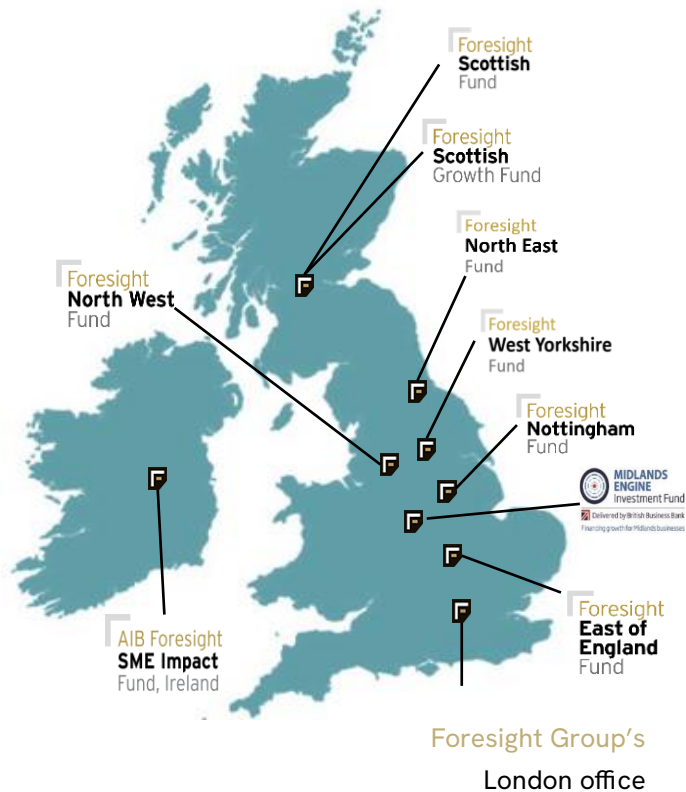 Foresight
Scottish
Fund
Foresight
Scottish
Growth Fund
Foresight
North East
Fund
Foresight
North West
Fund
Foresight
West Yorkshire
Fund
Foresight
Nottingham
Fund
MIDLANDS
ENGINE
Investment Fund
Delivered by British Business Bank
Financing growth for Midlands businesses
Foresight
East of
England
Fund
AIB Foresight
SME Impact
Fund, Ireland
Foresight Group's
London office